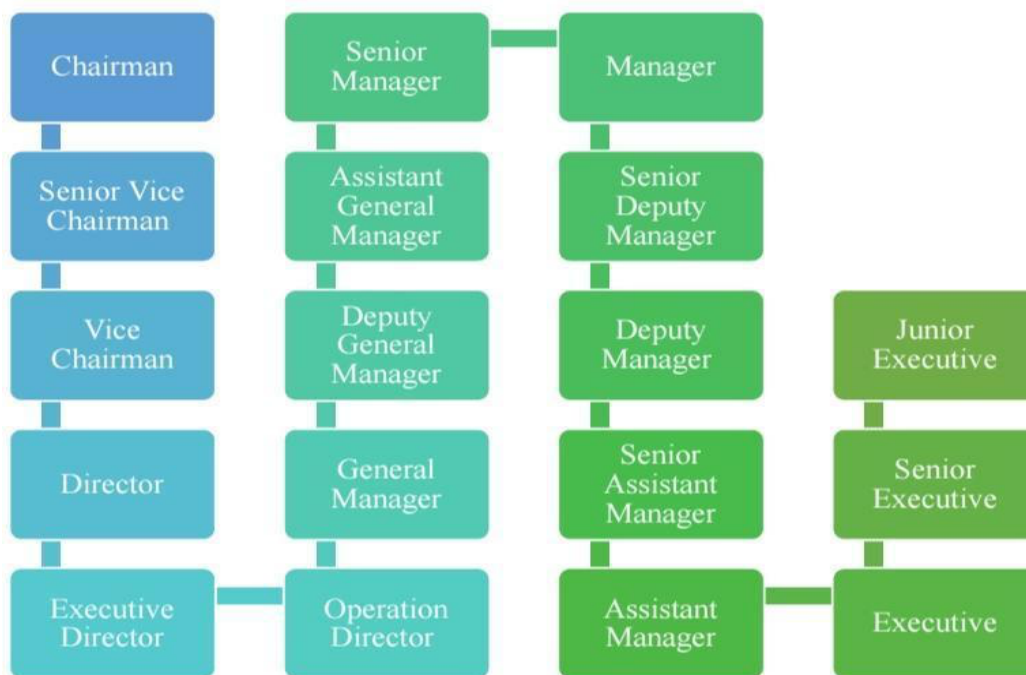 Chairman
Senior Vice
Chairman
Vice
Chairman
Director
Executive
Director
Operation
Director
General
Manager
Deputy
General
Manager
Assistant
General
Manager
Senior
Manager
Manager
Senior
Deputy
Manager
Deputy
Manager
Senior
Assistant
Manager
Assistant
Manager
Executive
Senior
Executive
Junior
Executive